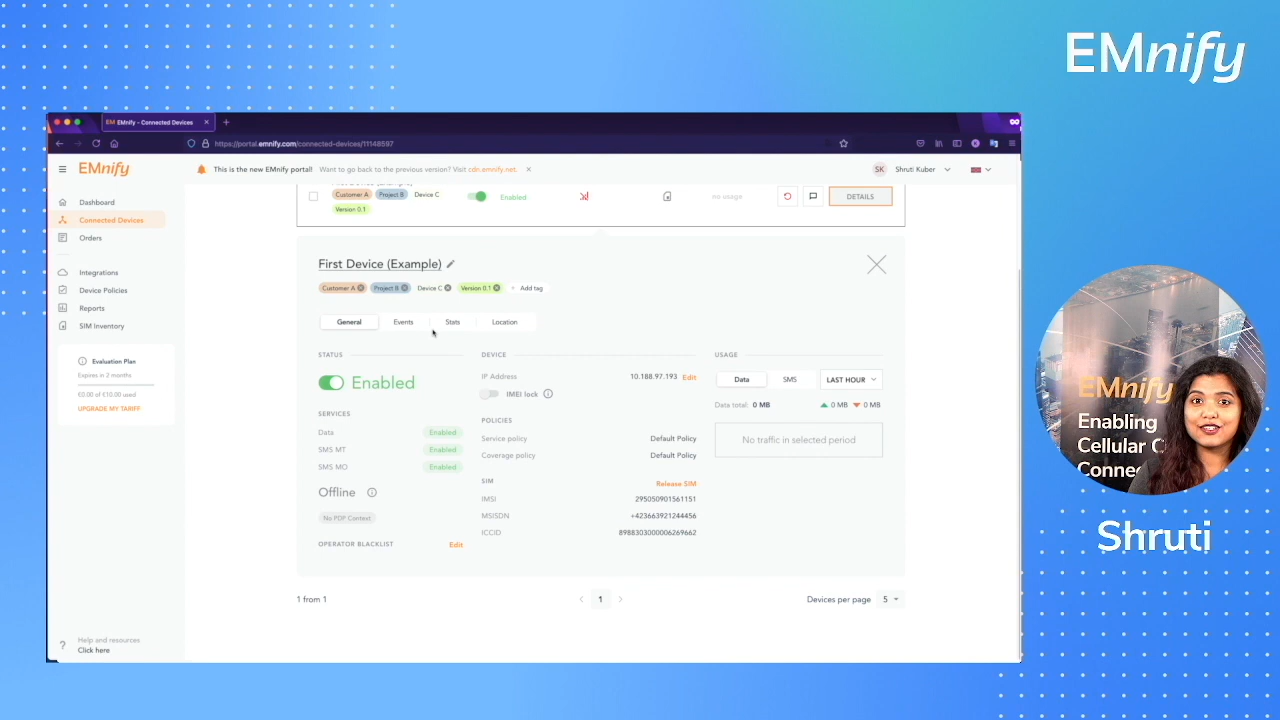 EMnify
EM EMnify - Connected Devices
https://portal.emnify.com/connected-devices/11148597
EMnify
This is the new EMnify portal! Want to go back to the previous version? Visit cdn.emnify.net.
SK Shruti Kuber
Dashboard
Connected Devices
Orders
Integrations
Device Policies
Reports
SIM Inventory
Evaluation Plan
Expires in 2 months
€0.00 of €10.00 used
UPGRADE MY TARIFF
Help and resources
Click here
Customer A Project B Device C
Version 0.1
Enabled
no usage
DETAILS
First Device (Example)
Customer A Project B Device C Version 0.1 + Add tag
General Events Stats Location
STATUS
Enabled
SERVICES
Data Enabled
SMS MT Enabled
SMS MO Enabled
Offline
No PDP Context
OPERATOR BLACKLIST Edit
DEVICE
IP Address 10.188.97.193 Edit
IMEI lock
POLICIES
Service policy Default Policy
Coverage policy Default Policy
SIM Release SIM
IMSI 295050901561151
MSISDN +423663921244456
ICCID 8988303000006269662
USAGE
Data SMS LAST HOUR
Data total: 0 MB 0 MB 0 MB
No traffic in selected period
1 from 1
1
Devices per page 5
EMnify
Enabling
Cellular
Connec
Shruti